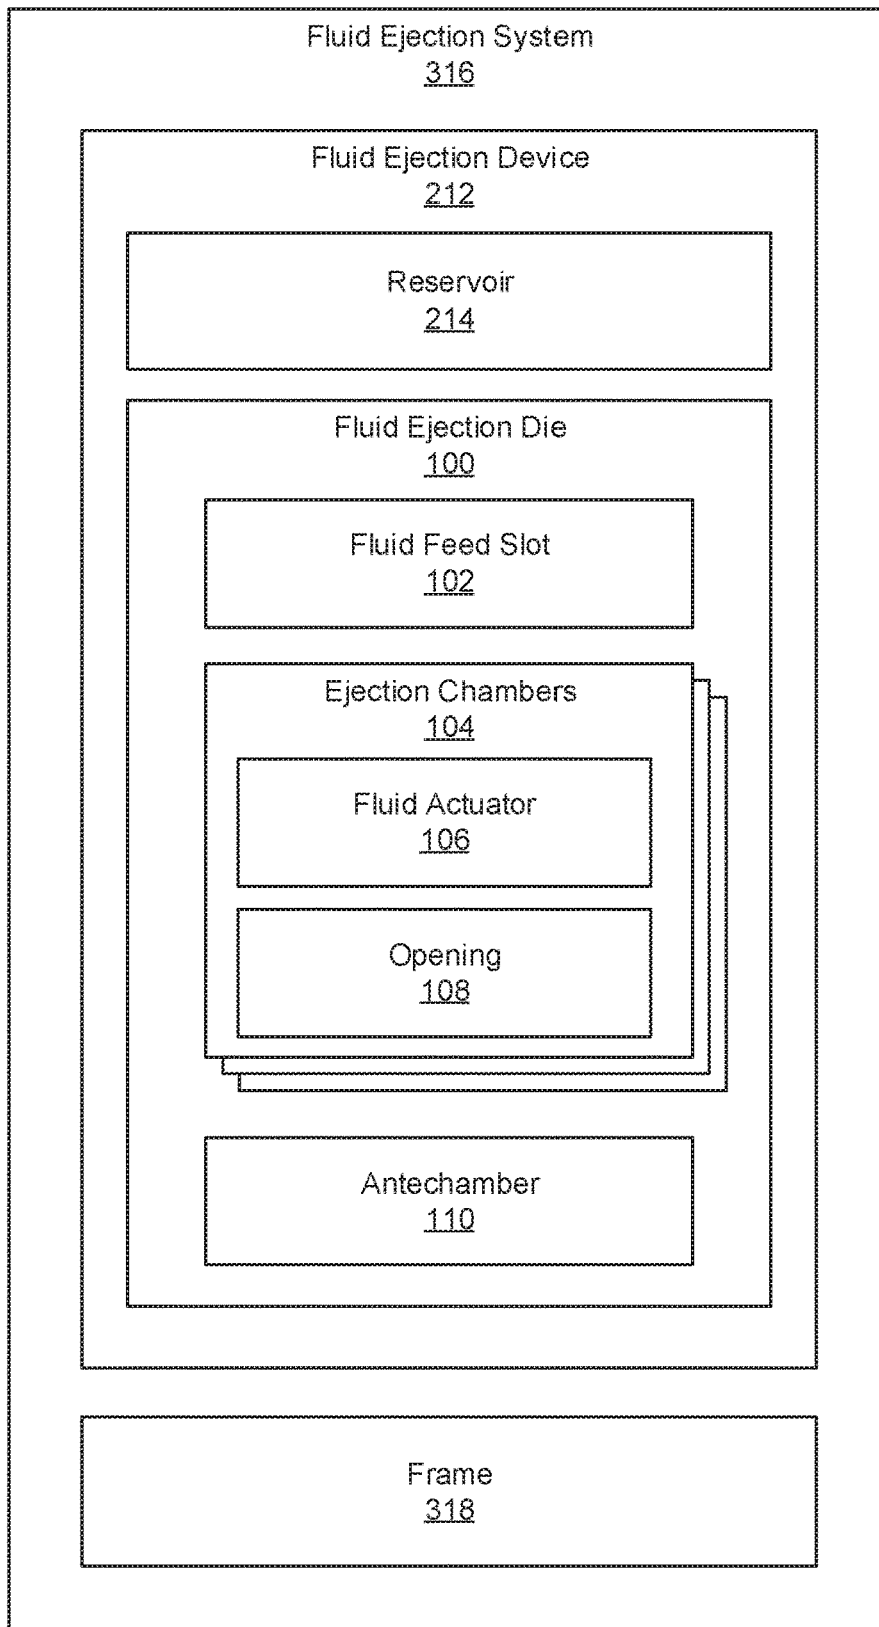 Fluid Ejection System
316
Fluid Ejection Device
212
Reservoir
214
Fluid Ejection Die
100
Fluid Feed Slot
102
Ejection Chambers
104
Fluid Actuator
106
Opening
108
Antechamber
110
Frame
318